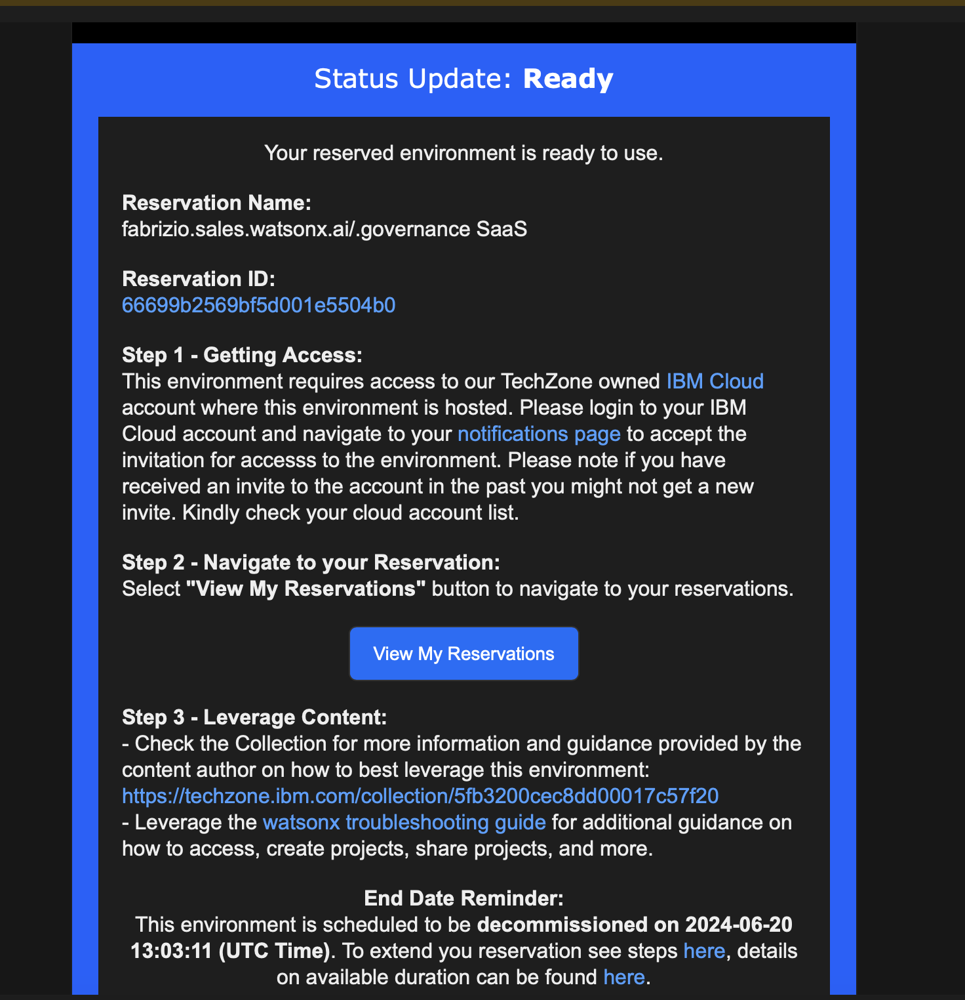 Status Update: Ready
Your reserved environment is ready to use.
Reservation Name:
fabrizio.sales.watsonx.ai/.governance SaaS
Reservation ID:
66699b2569bf5d001e5504b0
Step 1 - Getting Access:
This environment requires access to our TechZone owned IBM Cloud
account where this environment is hosted. Please login to your IBM
Cloud account and navigate to your notifications page to accept the
invitation for accesss to the environment. Please note if you have
received an invite to the account in the past you might not get a new
invite. Kindly check your cloud account list.
Step 2 - Navigate to your Reservation:
Select "View My Reservations" button to navigate to your reservations.
View My Reservations
Step 3 - Leverage Content:
- Check the Collection for more information and guidance provided by the
content author on how to best leverage this environment:
https://techzone.ibm.com/collection/5fb3200cec8dd00017c57f20
- Leverage the watsonx troubleshooting guide for additional guidance on
how to access, create projects, share projects, and more.
End Date Reminder:
This environment is scheduled to be decommissioned on 2024-06-20
13:03:11 (UTC Time). To extend you reservation see steps here, details
on available duration can be found here.